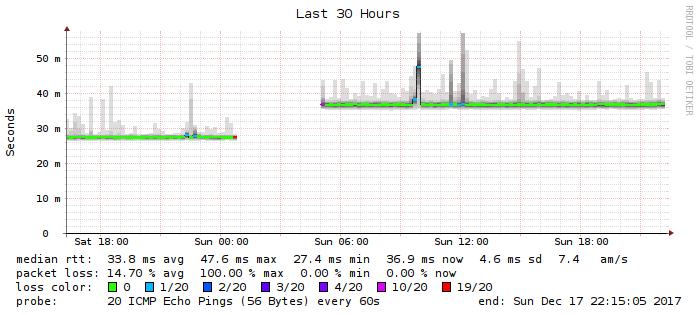 Last 30 Hours
RRDTOOL / TOBI OETIKER
Seconds
50 m
40 m
30 m
20 m
10 m
0
Sat 18:00 Sun 00:00 Sun 06:00 Sun 12:00 Sun 18:00
median rtt: 33.8 ms avg 47.6 ms max 27.4 ms min 36.9 ms now 4.6 ms sd 7.4 am/s
packet loss: 14.70 % avg 100.00 % max 0.00 % min 0.00 % now
loss color: 0 1/20 2/20 3/20 4/20 10/20 19/20
probe: 20 ICMP Echo Pings (56 Bytes) every 60s end: Sun Dec 17 22:15:05 2017